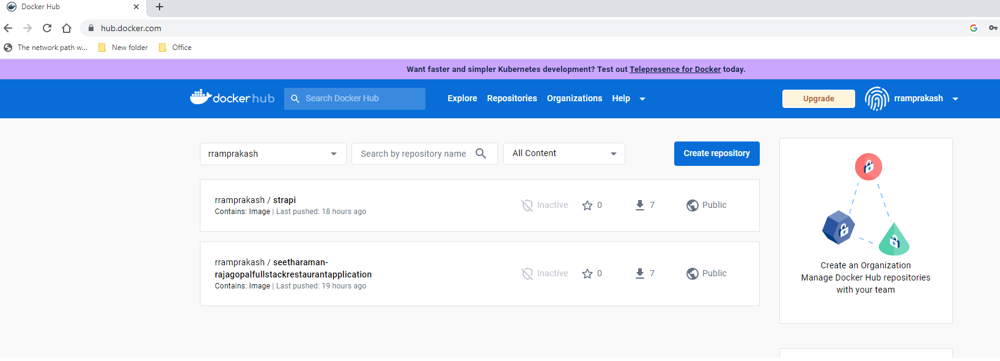 Docker Hub
hub.docker.com
The network path w...
New folder
Office
Want faster and simpler Kubernetes development? Test out Telepresence for Docker today.
docker hub
Search Docker Hub
Explore
Repositories
Organizations
Help
Upgrade
rramprakash
rramprakash
Search by repository name
All Content
Create repository
rramprakash / strapi
Contains: Image | Last pushed: 18 hours ago
Inactive
0
7
Public
rramprakash / seetharaman-
rajagopalfullstackrestaurantapplication
Contains: Image | Last pushed: 19 hours ago
Inactive
0
7
Public
Create an Organization
Manage Docker Hub repositories
with your team